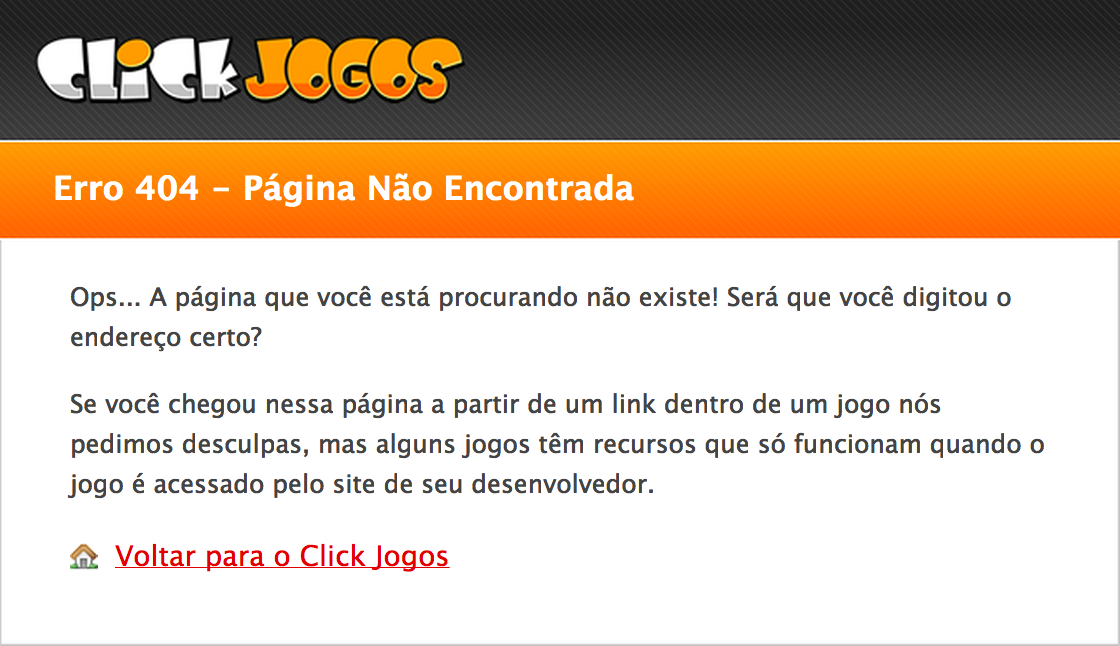 CLiCK JOGOS
Erro 404 – Página Não Encontrada
Ops... A página que você está procurando não existe! Será que você digitou o
endereço certo?
Se você chegou nessa página a partir de um link dentro de um jogo nós
pedimos desculpas, mas alguns jogos têm recursos que só funcionam quando o
jogo é acessado pelo site de seu desenvolvedor.
Voltar para o Click Jogos